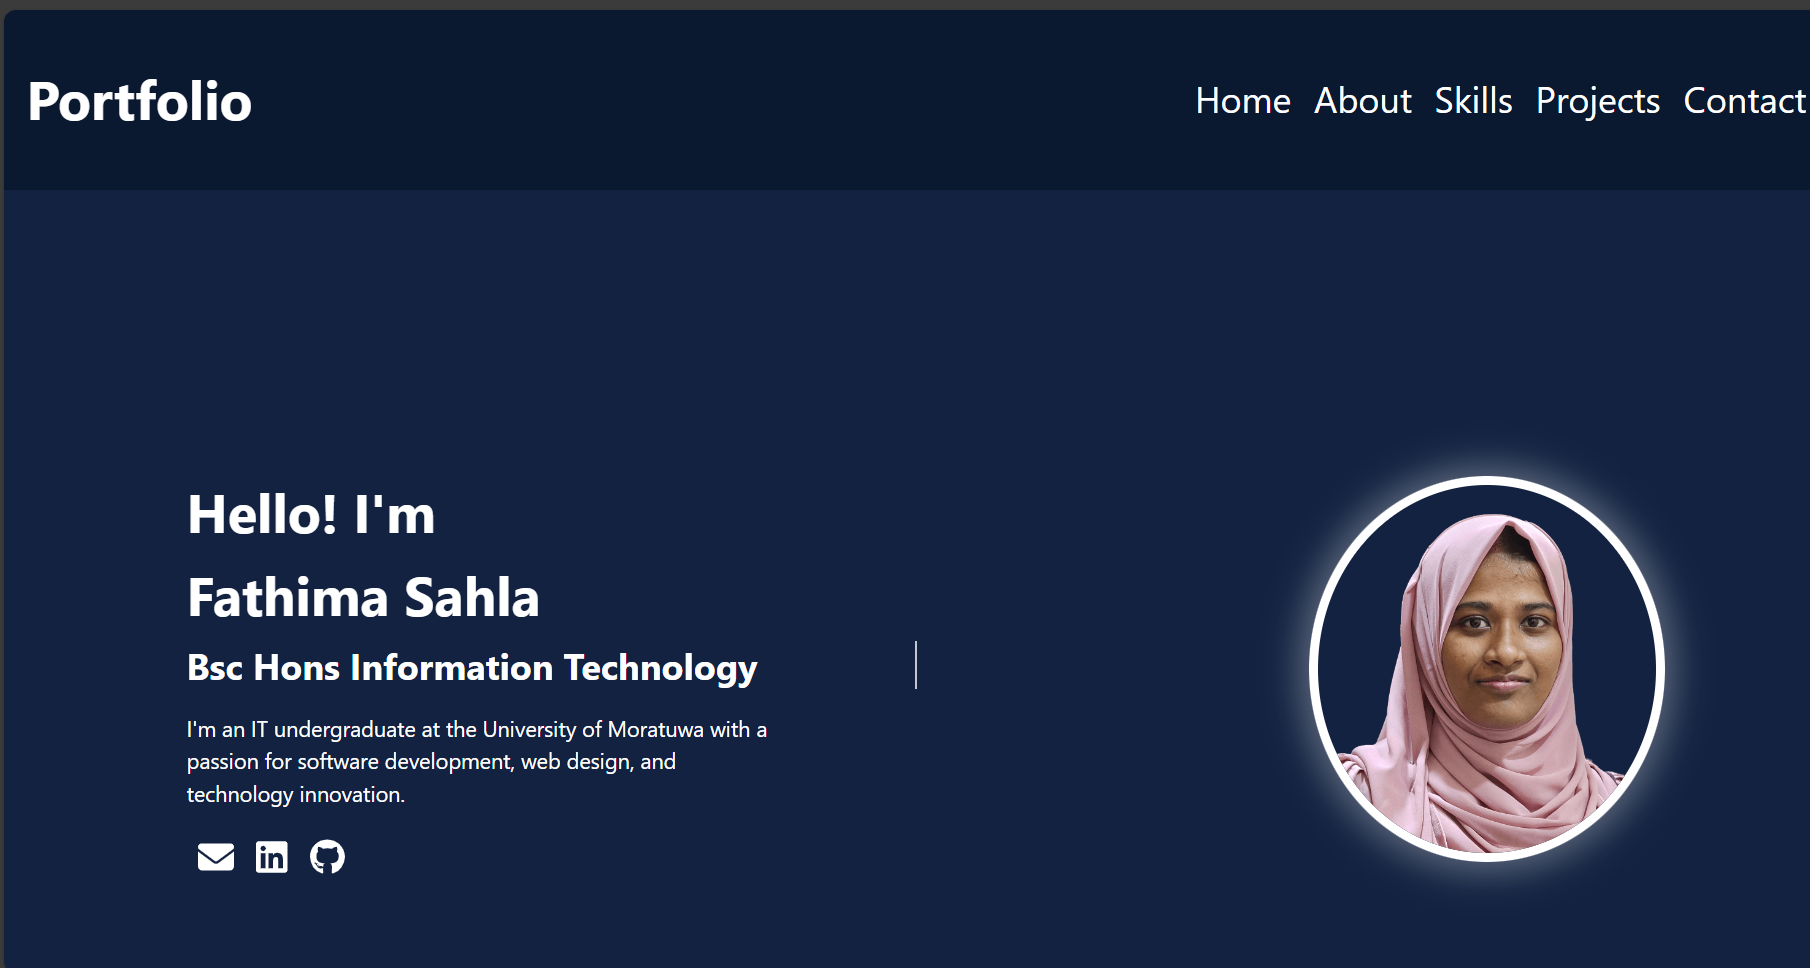 Portfolio
Home About Skills Projects Contact
Hello! I'm
Fathima Sahla
Bsc Hons Information Technology
I'm an IT undergraduate at the University of Moratuwa with a
passion for software development, web design, and
technology innovation.
in